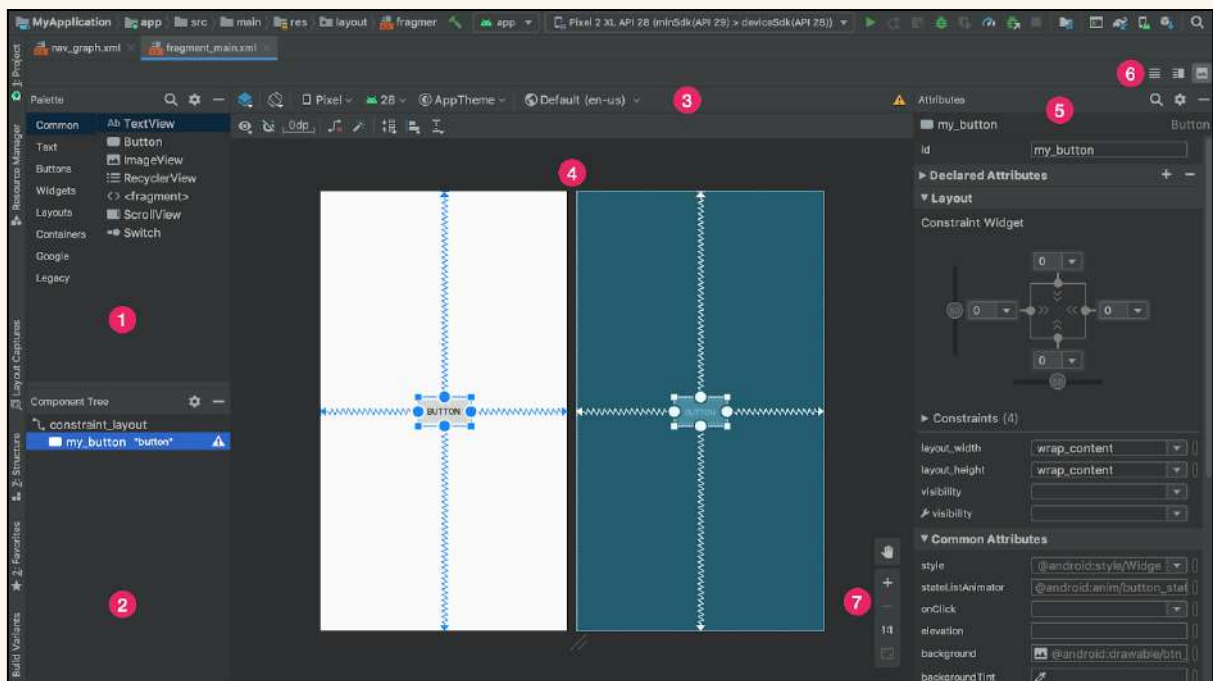 MyApplication app src main res layout fragmer app Pixel 2 XL API 28 (minSdk(API 29) > deviceSdk(API 28))
nav_graph.xml fragment_main.xml
1: Project
Resource Manager
Layout Captures
Z: Structure
2: Favorites
Build Variants
Palette
Common
Text
Buttons
Widgets
Layouts
Containers
Google
Legacy
Ab TextView
Button
ImageView
RecyclerView
<> <fragment>
ScrollView
Switch
1
Component Tree
constraint_layout
my_button "button"
2
Pixel 28 AppTheme Default (en-us)
3
0dp
4
BUTTON
BUTTON
7
1:1
6
Attributes
5
my_button Button
id my_button
Declared Attributes
Layout
Constraint Widget
0
50 0 0
0
50
Constraints (4)
layout_width wrap_content
layout_height wrap_content
visibility
visibility
Common Attributes
style @android:style/Widge
stateListAnimator @android:anim/button_stat
onClick
elevation
background @android:drawable/btn_
backgroundTint